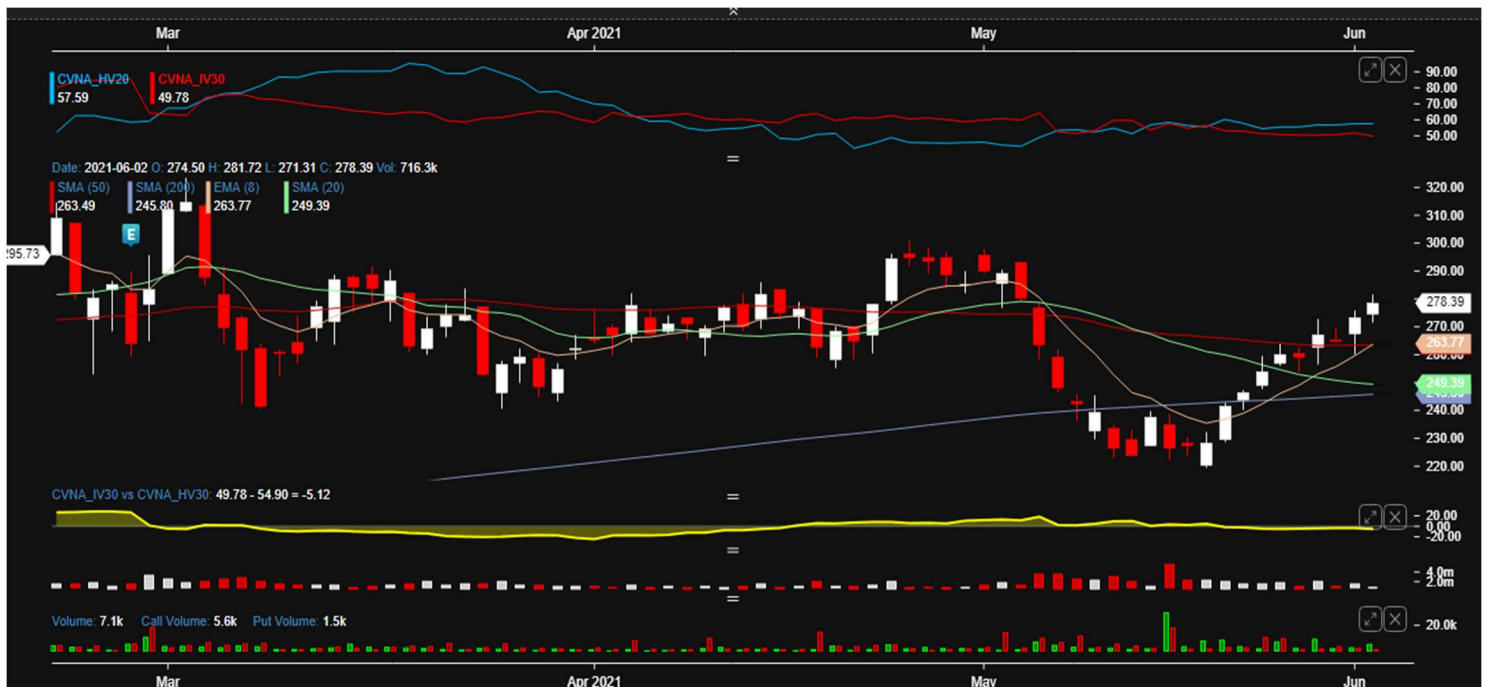 Mar Apr 2021 May Jun
CVNA_HV20 CVNA_IV30
57.59 49.78
90.00
80.00
70.00
60.00
50.00
Date: 2021-06-02 O: 274.50 H: 281.72 L: 271.31 C: 278.39 Vol: 716.3k
SMA (50) SMA (200) EMA (8) SMA (20)
263.49 245.80 263.77 249.39
E
295.73
320.00
310.00
300.00
290.00
278.39
270.00
263.77
260.00
249.39
245.80
240.00
230.00
220.00
CVNA_IV30 vs CVNA_HV30: 49.78 - 54.90 = -5.12
20.00
0.00
-20.00
4.0m
2.0m
Volume: 7.1k Call Volume: 5.6k Put Volume: 1.5k
20.0k
Mar Apr 2021 May Jun